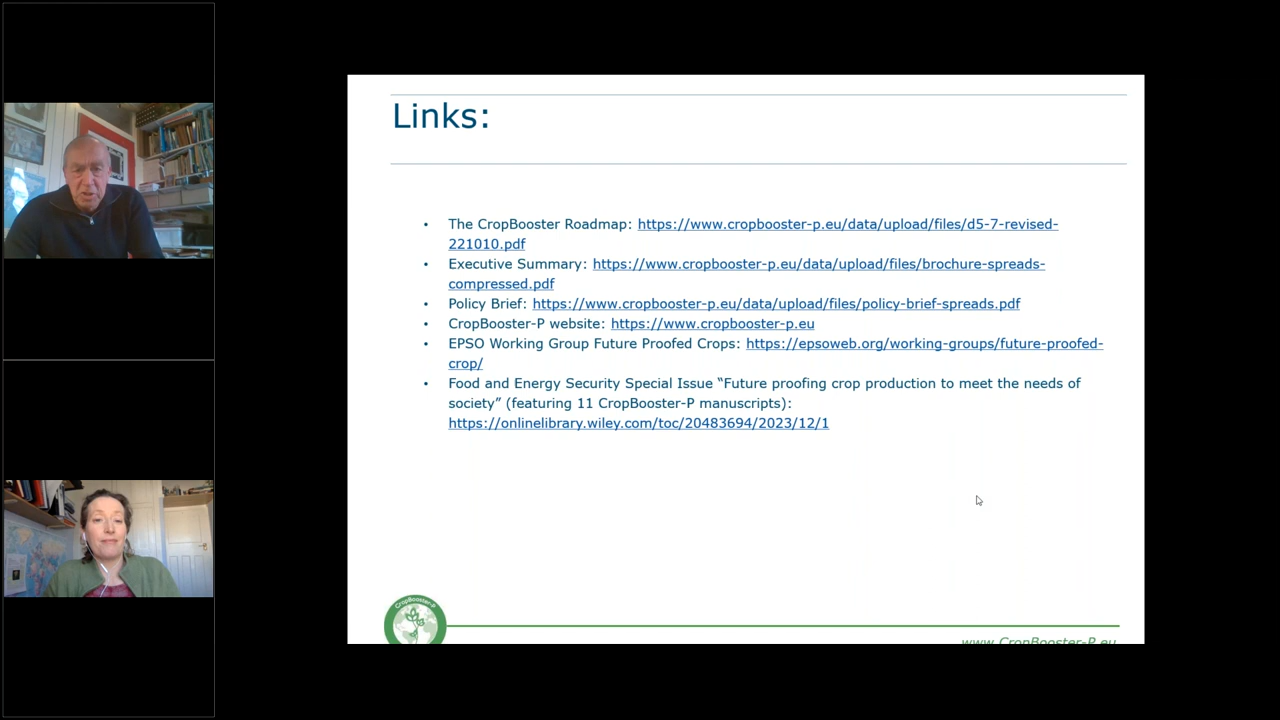 Links:
• The CropBooster Roadmap: https://www.cropbooster-p.eu/data/upload/files/d5-7-revised-
221010.pdf
• Executive Summary: https://www.cropbooster-p.eu/data/upload/files/brochure-spreads-
compressed.pdf
• Policy Brief: https://www.cropbooster-p.eu/data/upload/files/policy-brief-spreads.pdf
• CropBooster-P website: https://www.cropbooster-p.eu
• EPSO Working Group Future Proofed Crops: https://epsoweb.org/working-groups/future-proofed-
crop/
• Food and Energy Security Special Issue “Future proofing crop production to meet the needs of
society” (featuring 11 CropBooster-P manuscripts):
https://onlinelibrary.wiley.com/toc/20483694/2023/12/1
CropBooster-P
www.CropBooster-P.eu